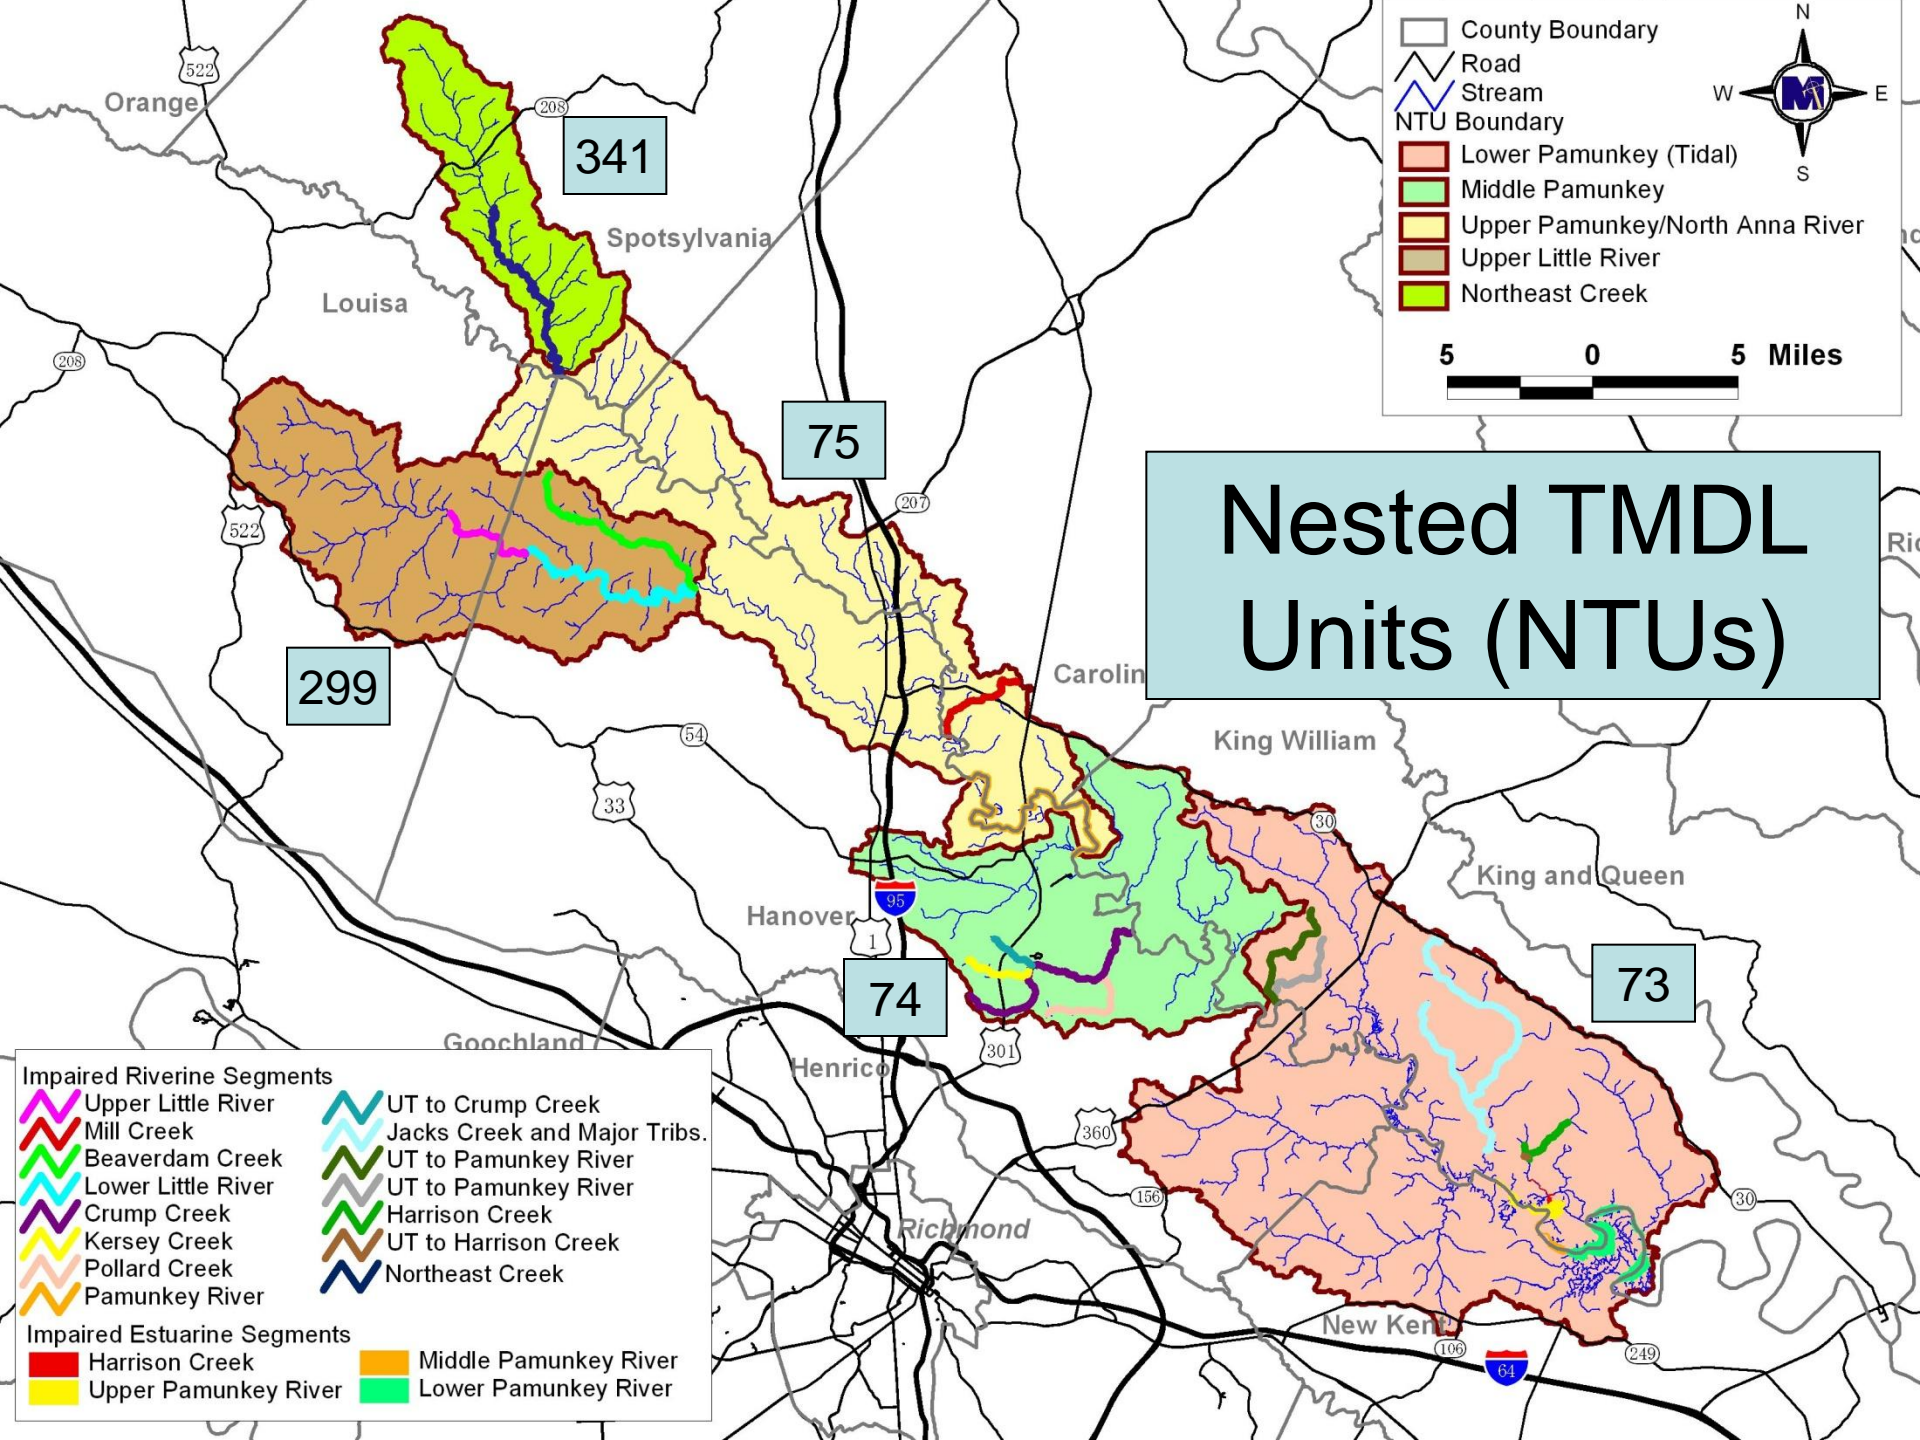 522
Orange
208
341
Spotsylvania
Louisa
208
75
207
522
299
Carolin
54
33
King William
30
King and Queen
Hanover
95
1
74
73
Goochland
Henrico
301
360
156
30
Richmond
New Kent
106
64
249
County Boundary
Road
Stream
NTU Boundary
Lower Pamunkey (Tidal)
Middle Pamunkey
Upper Pamunkey/North Anna River
Upper Little River
Northeast Creek
N
W
E
S
M
5 0 5 Miles
Nested TMDL
Units (NTUs)
Ric
Impaired Riverine Segments
Upper Little River
Mill Creek
Beaverdam Creek
Lower Little River
Crump Creek
Kersey Creek
Pollard Creek
Pamunkey River
UT to Crump Creek
Jacks Creek and Major Tribs.
UT to Pamunkey River
UT to Pamunkey River
Harrison Creek
UT to Harrison Creek
Northeast Creek
Impaired Estuarine Segments
Harrison Creek
Upper Pamunkey River
Middle Pamunkey River
Lower Pamunkey River